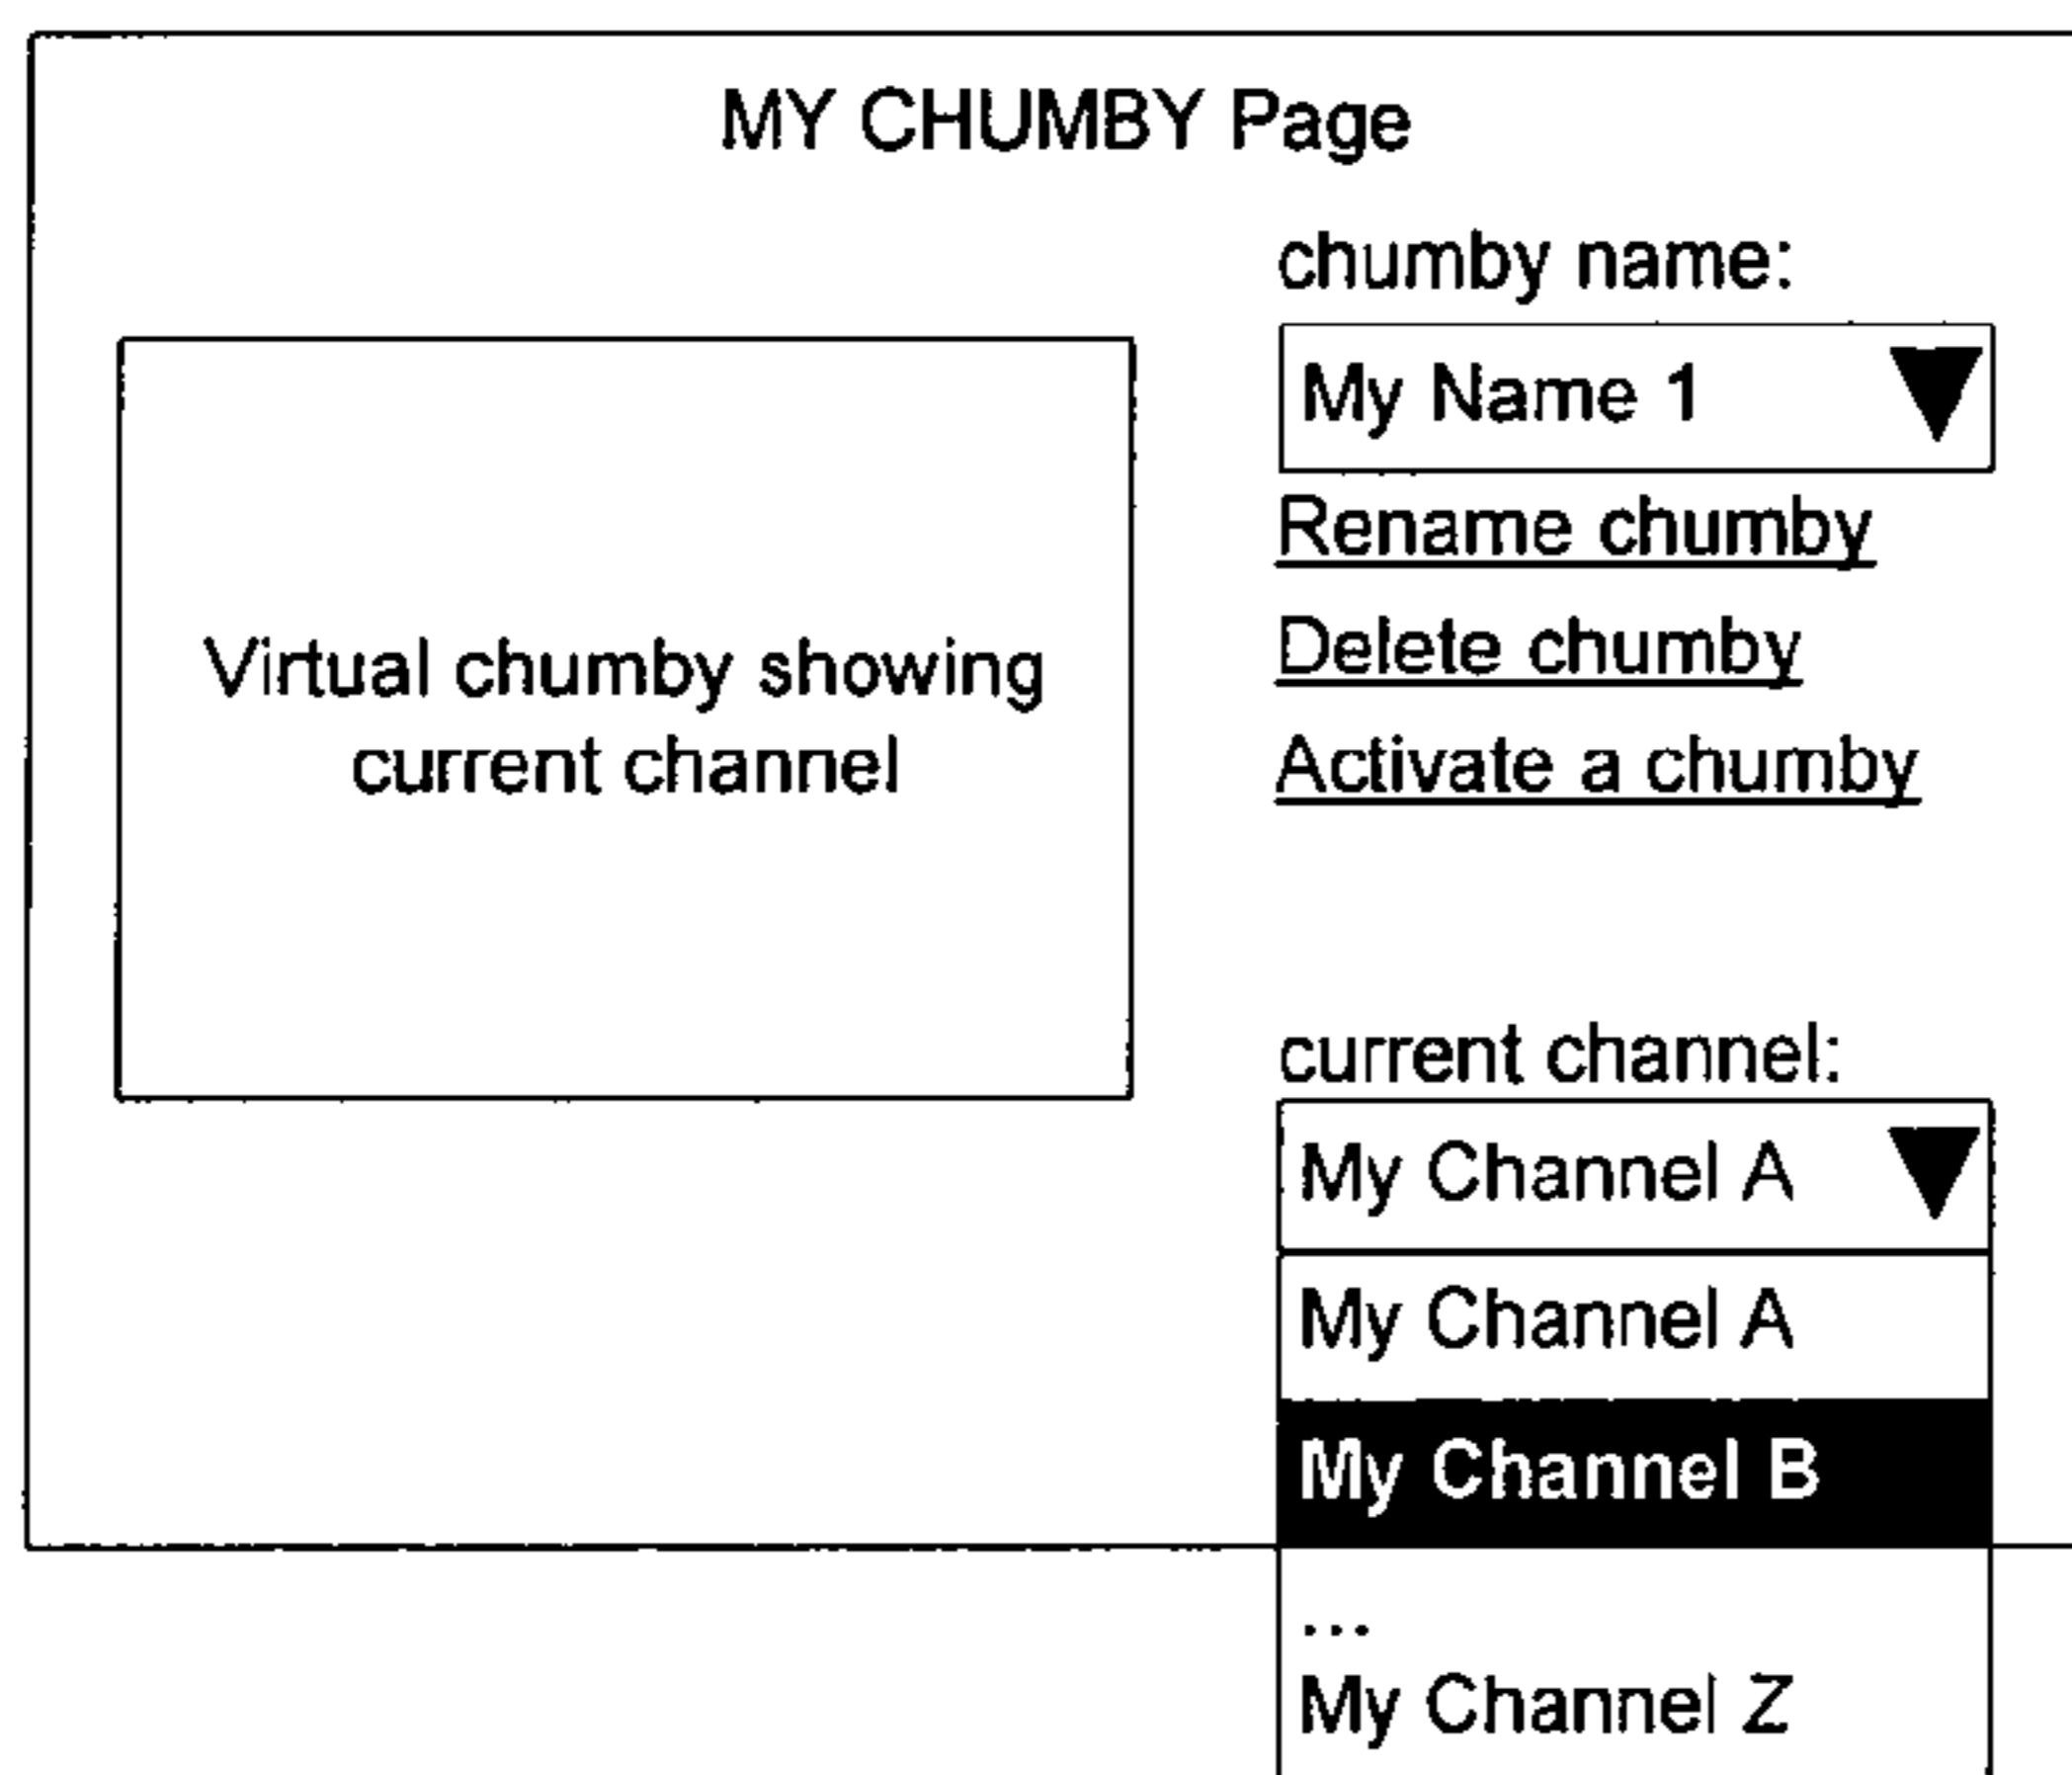 MY CHUMBY Page
chumby name:
My Name 1
Rename chumby
Delete chumby
Activate a chumby
Virtual chumby showing
current channel
current channel:
My Channel A
My Channel A
My Channel B
...
My Channel Z